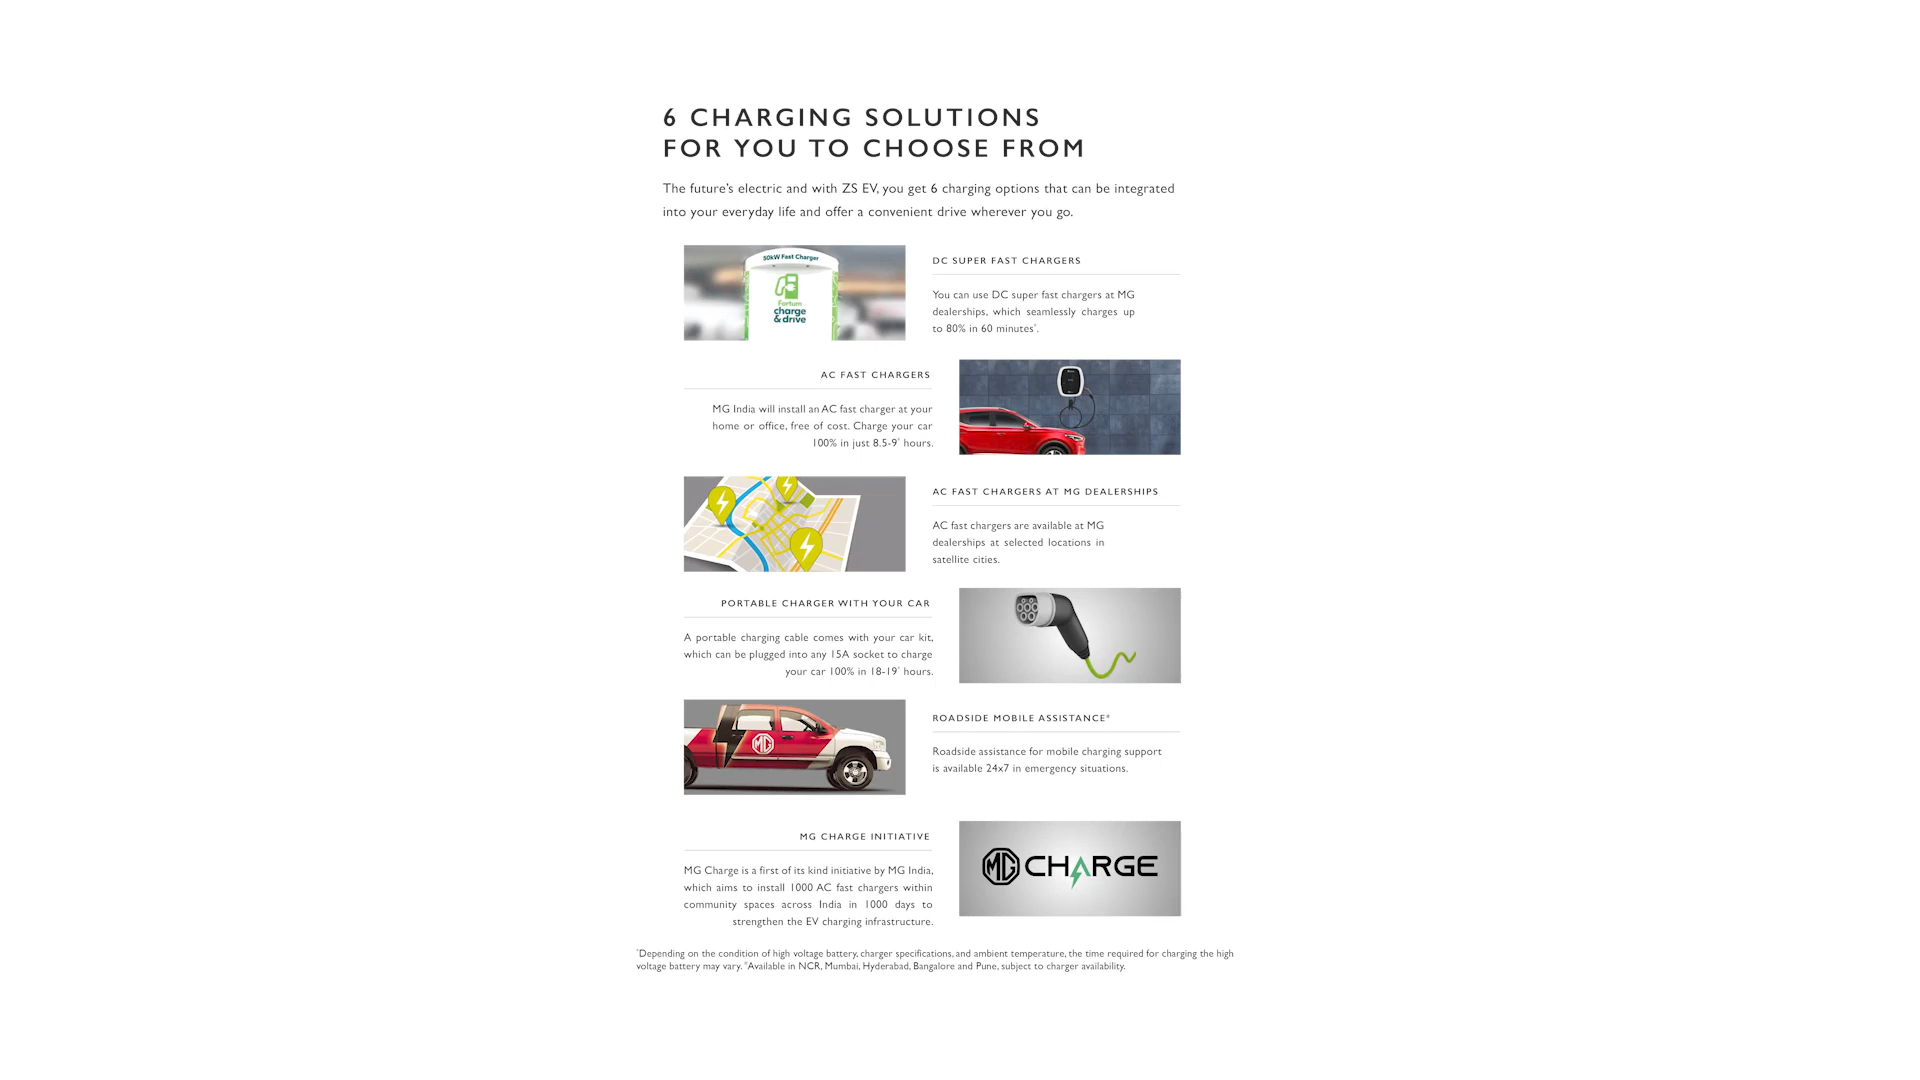 6 CHARGING SOLUTIONS
FOR YOU TO CHOOSE FROM
The future's electric and with ZS EV, you get 6 charging options that can be integrated
into your everyday life and offer a convenient drive wherever you go.
50kW Fast Charger
Fortum
charge
& drive
DC SUPER FAST CHARGERS
You can use DC super fast chargers at MG
dealerships, which seamlessly charges up
to 80% in 60 minutes*.
AC FAST CHARGERS
MG India will install an AC fast charger at your
home or office, free of cost. Charge your car
100% in just 8.5-9* hours.
AC FAST CHARGERS AT MG DEALERSHIPS
AC fast chargers are available at MG
dealerships at selected locations in
satellite cities.
PORTABLE CHARGER WITH YOUR CAR
A portable charging cable comes with your car kit,
which can be plugged into any 15A socket to charge
your car 100% in 18-19* hours.
MG
ROADSIDE MOBILE ASSISTANCE#
Roadside assistance for mobile charging support
is available 24x7 in emergency situations.
MG CHARGE INITIATIVE
MG Charge is a first of its kind initiative by MG India,
which aims to install 1000 AC fast chargers within
community spaces across India in 1000 days to
strengthen the EV charging infrastructure.
MG CHARGE
*Depending on the condition of high voltage battery, charger specifications, and ambient temperature, the time required for charging the high
voltage battery may vary. #Available in NCR, Mumbai, Hyderabad, Bangalore and Pune, subject to charger availability.